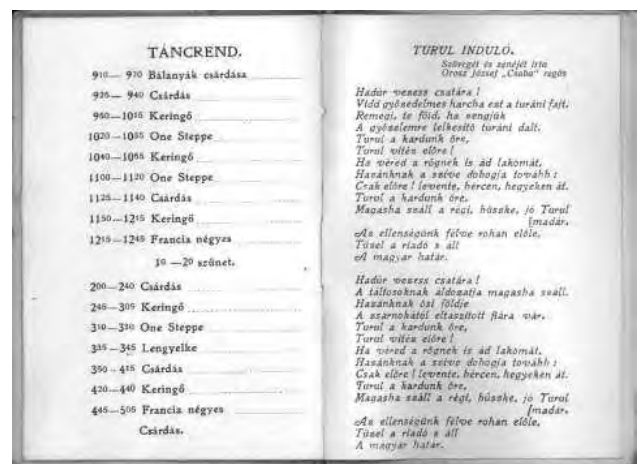 TÁNCREND.
910— 920 Bálanyák csárdása
925— 940 Csárdás
950—1015 Keringő
1020—1035 One Steppe
1040—1055 Keringő
1100—1120 One Steppe
1125—1140 Csárdás
1150—1215 Keringő
1215—1245 Francia négyes
—20 szünet.
200—240 Csárdás
245—305 Keringő
310—330 One Steppe
335—345 Lengyelke
350—415 Csárdás
420—440 Keringő
445—505 Francia négyes
Csárdás.
TURUL INDULÓ.
Szövegét és zenéjét írta
Orosz József „Csaba" regös
Hadúr vezess csatára !
Vidd győzedelmes harcba ezt a turáni fajt.
Remegj, te föld, ha zengjük
A győzelemre lelkesítő turáni dalt.
Turul a kardunk őre,
Turul vitéz előre !
Ha véred a rögnek is ád lakomát,
Hazánknak a szíve dobogja tovább :
Csak előre ! levente, bércen, hegyeken át.
Turul a kardunk őre,
Magasba száll a régi, büszke, jó Turul
[madár.
Az ellenségünk félve rohan előle,
Tűzel a riadó s áll
A magyar határ.
Hadúr vezess csatára !
A táltosoknak áldozatja magasba száll.
Hazánknak ősi földje
A eltaszított fiára vár.
Turul a kardunk őre,
Turul vitéz előre !
Ha véred a rögnek is ád lakomát,
Hazánknak a szíve dobogja tovább :
Csak előre ! levente, bércen, hegyeken át.
Turul a kardunk őre,
Magasba száll a régi, büszke, jó Turul
[madár.
Az ellenségünk félve rohan előle,
Tűzel a riadó s áll
A magyar határ.